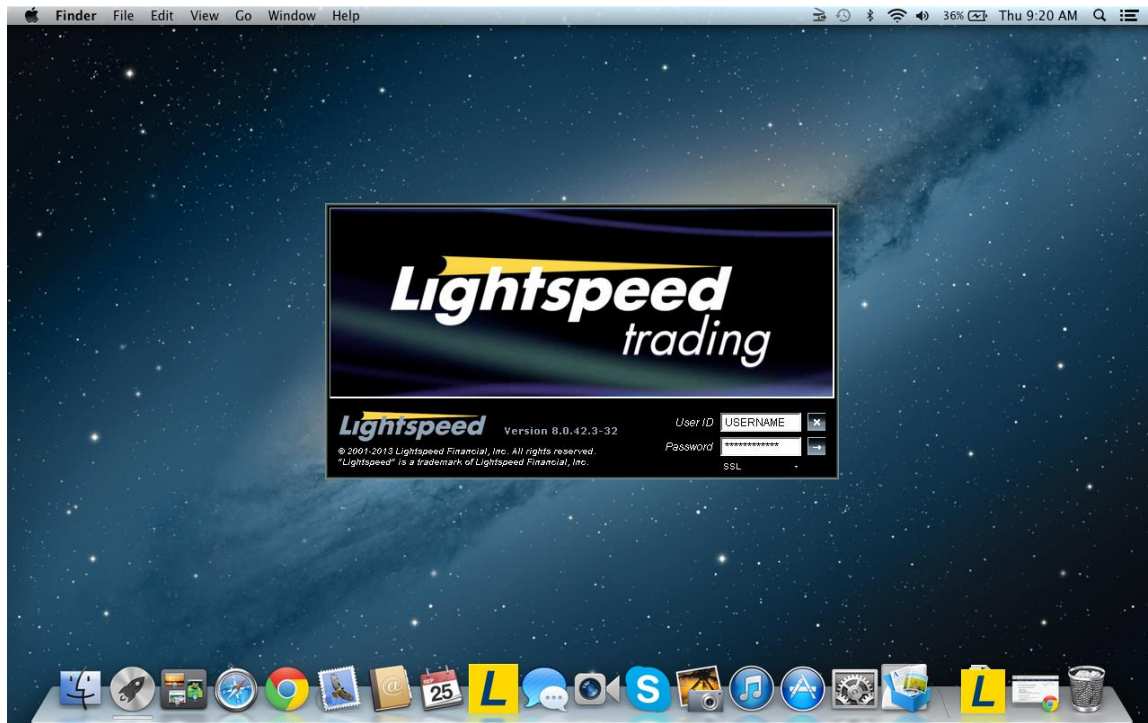 Finder File Edit View Go Window Help 36% Thu 9:20 AM
Lightspeed
trading
Lightspeed Version 8.0.42.3-32
© 2001-2013 Lightspeed Financial, Inc. All rights reserved.
"Lightspeed" is a trademark of Lightspeed Financial, Inc.
User ID USERNAME
Password ************
SSL
SEP
25
L
S
L